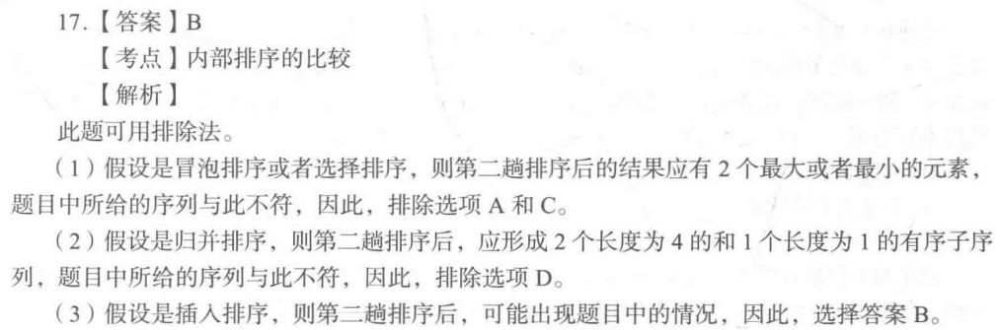 17.【答案】B
【考点】内部排序的比较
【解析】
此题可用排除法。
（1）假设是冒泡排序或者选择排序，则第二趟排序后的结果应有 2 个最大或者最小的元素，
题目中所给的序列与此不符，因此，排除选项 A 和 C。
（2）假设是归并排序，则第二趟排序后，应形成 2 个长度为 4 的和 1 个长度为 1 的有序子序
列，题目中所给的序列与此不符，因此，排除选项 D。
（3）假设是插入排序，则第二趟排序后，可能出现题目中的情况，因此，选择答案 B。